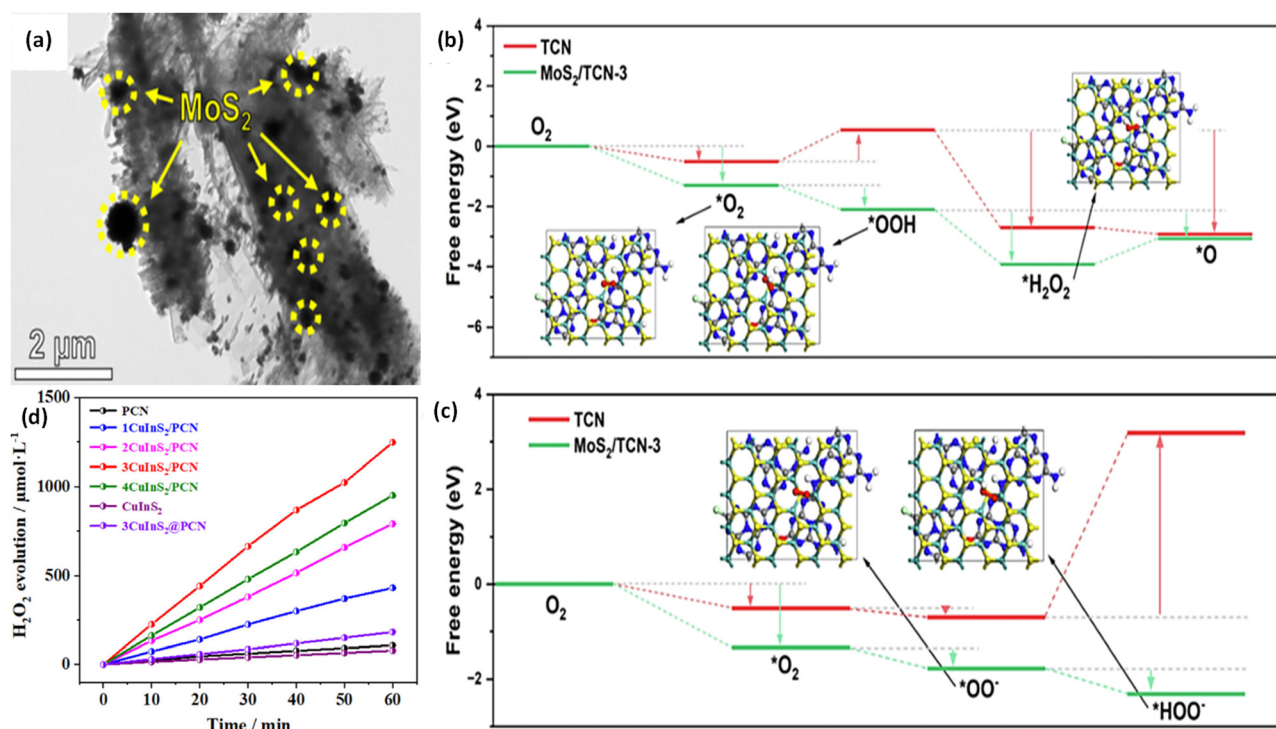 (a)
MoS2
2 μm
(b)
TCN
MoS2/TCN-3
Free energy (eV)
4
2
0
−2
−4
−6
O2
*O2
*OOH
*H2O2
*O
(d)
H2O2 evolution / μmol·L-1
1500
1000
500
0
PCN
1CuInS2/PCN
2CuInS2/PCN
3CuInS2/PCN
4CuInS2/PCN
CuInS2
3CuInS2@PCN
0 10 20 30 40 50 60
Time / min
(c)
TCN
MoS2/TCN-3
Free energy (eV)
4
2
0
−2
O2
*O2
*OO-
*HOO-